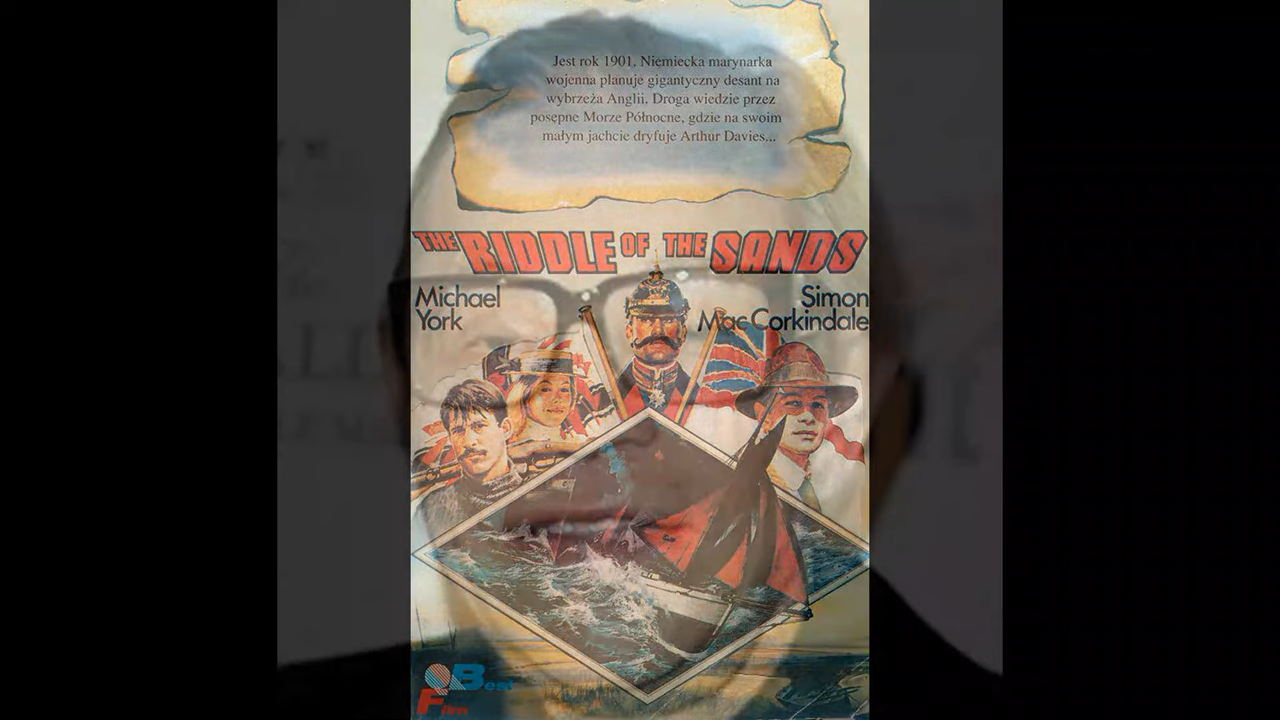 Jest rok 1901. Niemiecka marynarka
wojenna planuje gigantyczny desant na
wybrzeża Anglii. Droga wiedzie przez
posępne Morze Północne, gdzie na swoim
małym jachcie dryfuje Arthur Davies...
THE RIDDLE OF THE SANDS
Michael
York
Simon
MacCorkindale
Best
Film